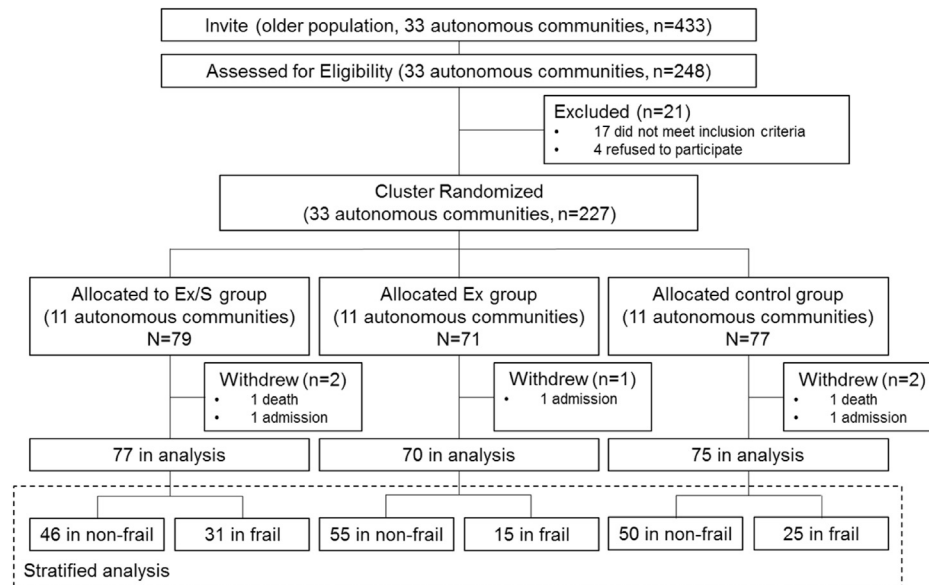 Invite (older population, 33 autonomous communities, n=433)
Assessed for Eligibility (33 autonomous communities, n=248)
Excluded (n=21)
• 17 did not meet inclusion criteria
• 4 refused to participate
Cluster Randomized
(33 autonomous communities, n=227)
Allocated to Ex/S group
(11 autonomous communities)
N=79
Allocated Ex group
(11 autonomous communities)
N=71
Allocated control group
(11 autonomous communities)
N=77
Withdrew (n=2)
• 1 death
• 1 admission
Withdrew (n=1)
• 1 admission
Withdrew (n=2)
• 1 death
• 1 admission
77 in analysis
70 in analysis
75 in analysis
46 in non-frail
31 in frail
55 in non-frail
15 in frail
50 in non-frail
25 in frail
Stratified analysis